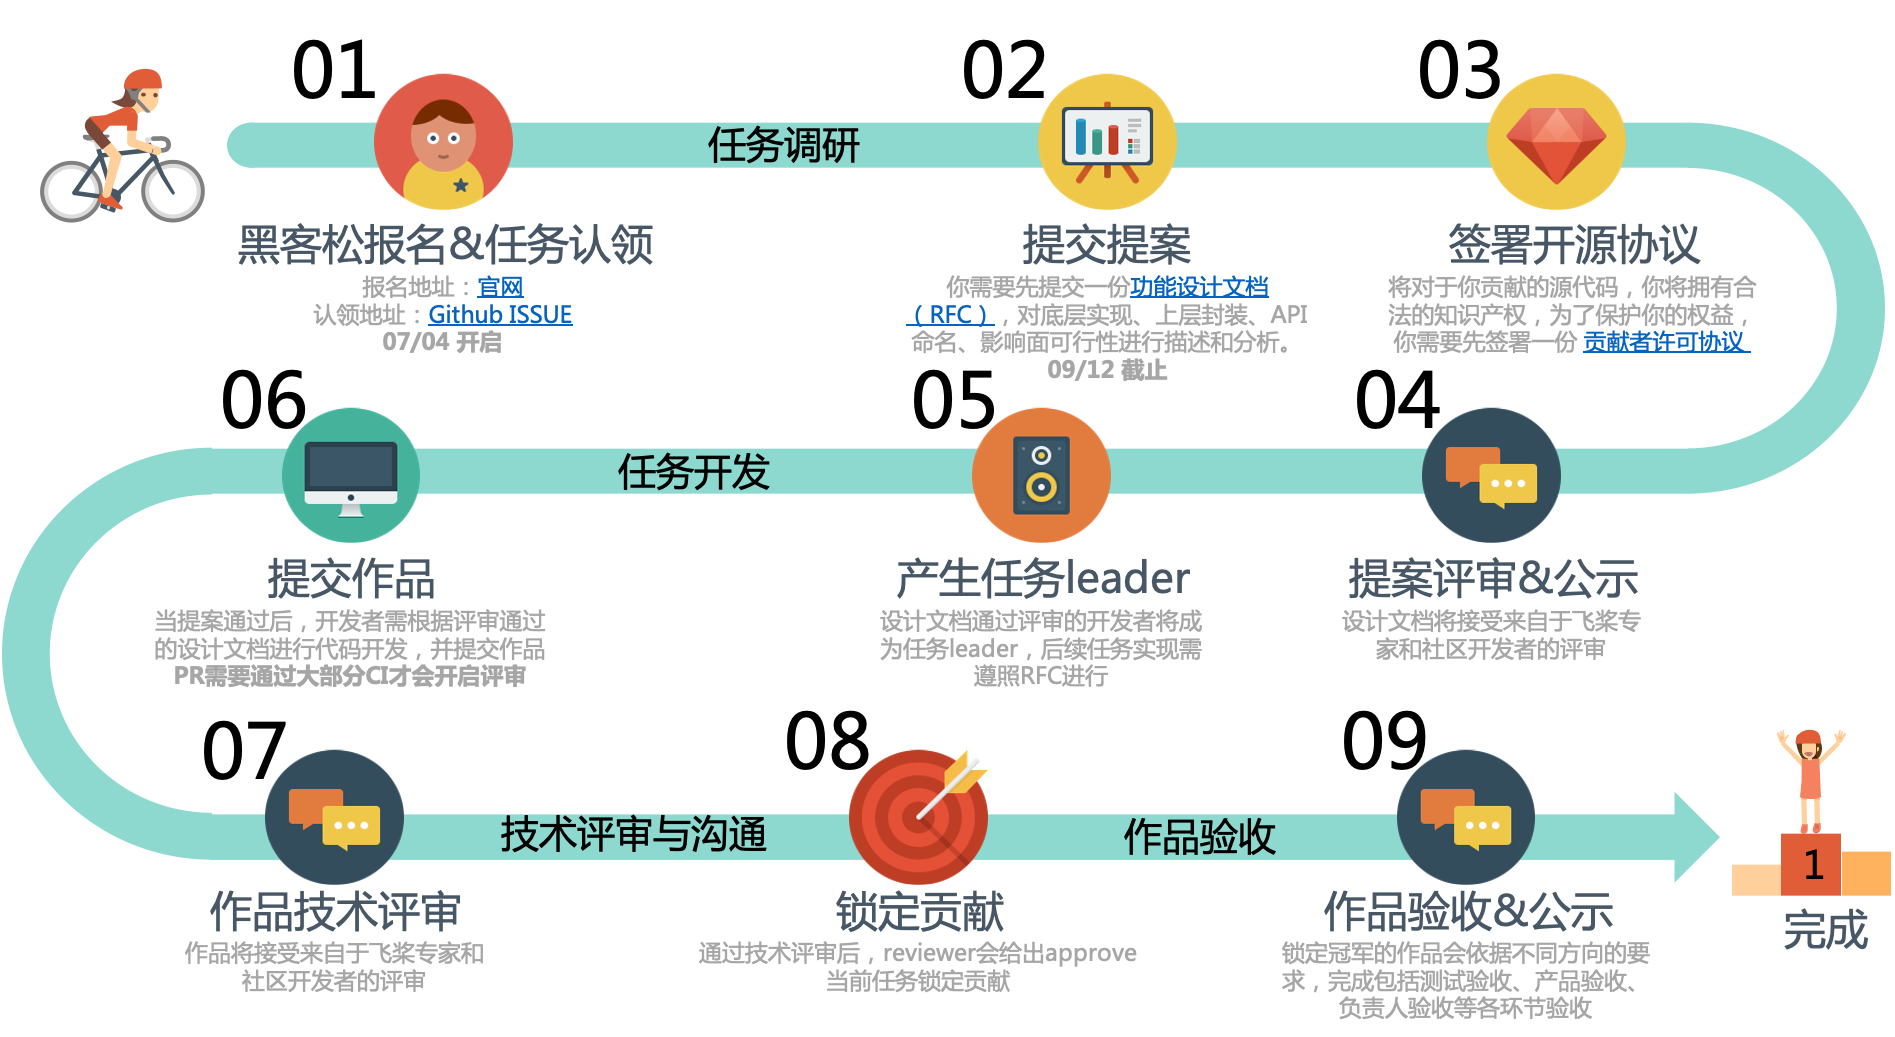 01
任务调研
02
03
黑客松报名&任务认领
报名地址：官网
认领地址：Github ISSUE
07/04 开启
提交提案
你需要先提交一份功能设计文档
（RFC），对底层实现、上层封装、API
命名、影响面可行性进行描述和分析。
09/12 截止
签署开源协议
将对于你贡献的源代码，你将拥有合
法的知识产权，为了保护你的权益，
你需要先签署一份 贡献者许可协议
04
05
任务开发
06
提案评审&公示
设计文档将接受来自于飞桨专
家和社区开发者的评审
产生任务leader
设计文档通过评审的开发者将成
为任务leader，后续任务实现需
遵照RFC进行
提交作品
当提案通过后，开发者需根据评审通过
的设计文档进行代码开发，并提交作品
PR需要通过大部分CI才会开启评审
07
技术评审与沟通
08
作品验收
09
1
完成
作品技术评审
作品将接受来自于飞桨专家和
社区开发者的评审
锁定贡献
通过技术评审后，reviewer会给出approve
当前任务锁定贡献
作品验收&公示
锁定冠军的作品会依据不同方向的要
求，完成包括测试验收、产品验收、
负责人验收等各环节验收